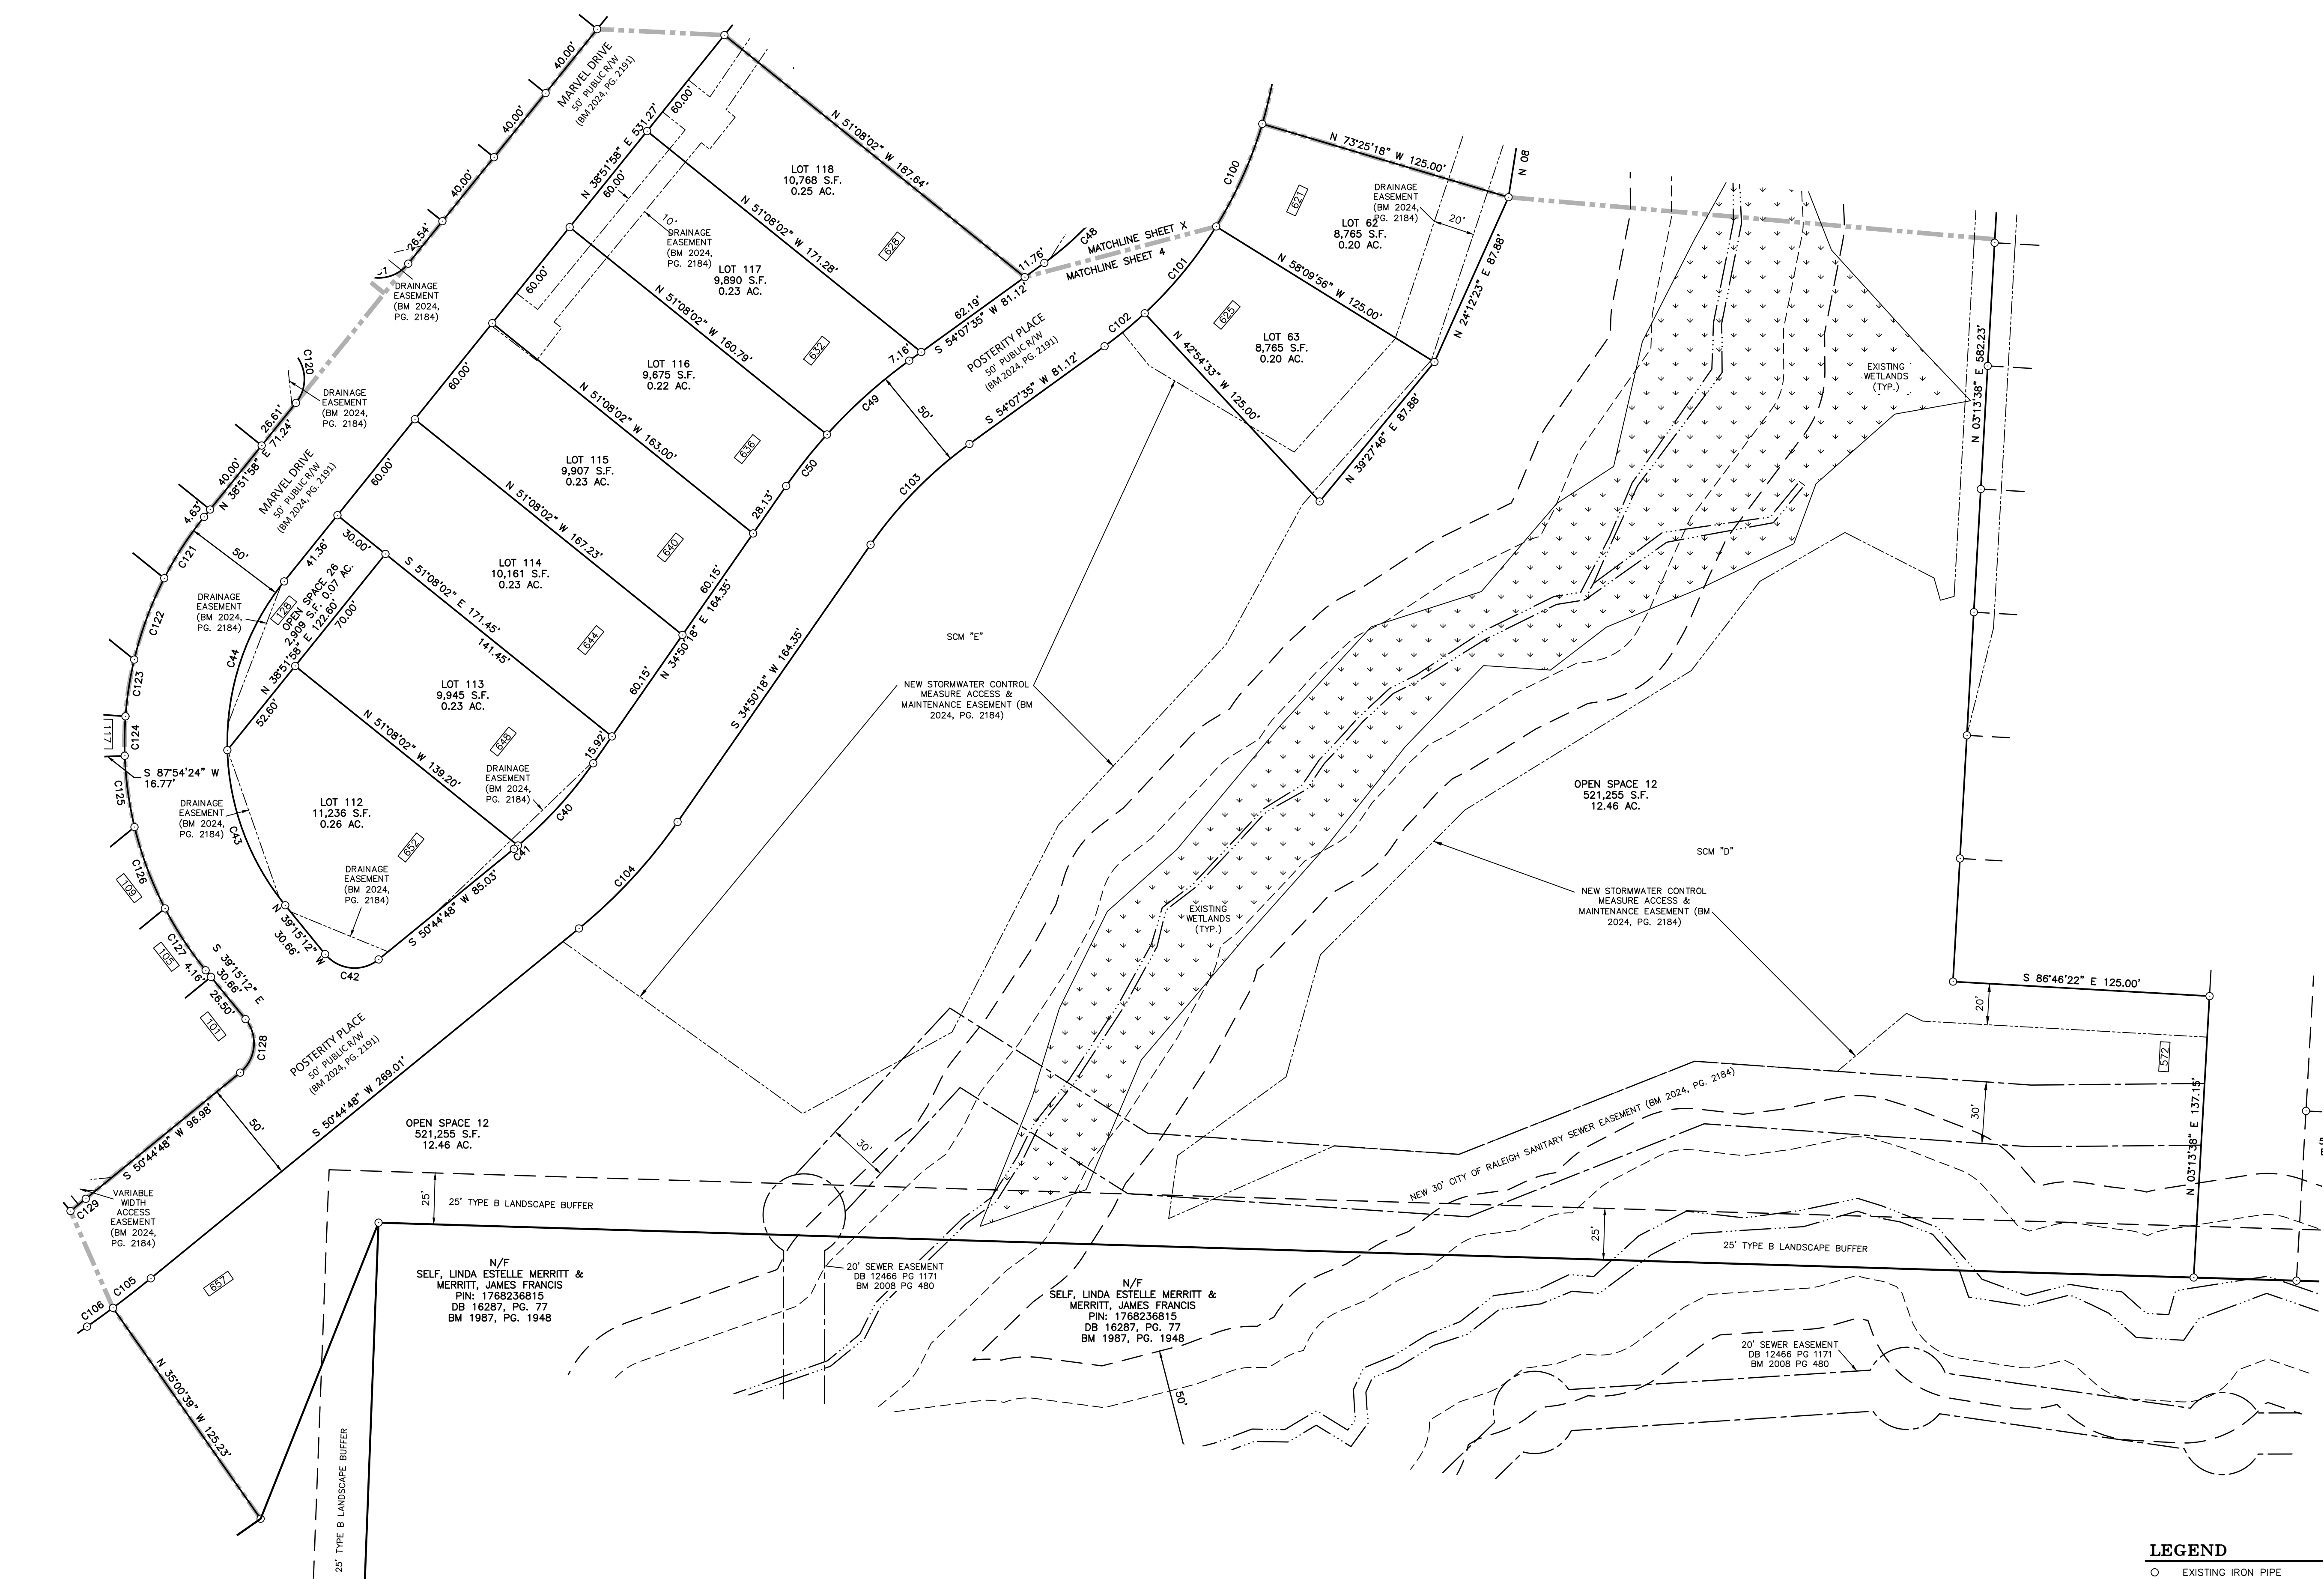 40.00'
MARVEL DRIVE
50' PUBLIC R/W
(BM 2024, PG. 2191)
40.00'
40.00'
26.54'
DRAINAGE
EASEMENT
(BM 2024,
PG. 2184)
N 38°51'58" E 531.27'
60.00'
60.00'
60.00'
60.00'
60.00'
N 51°08'02" W 187.64'
LOT 118
10,768 S.F.
0.25 AC.
628
10'
DRAINAGE
EASEMENT
(BM 2024,
PG. 2184)
N 51°08'02" W 171.28'
LOT 117
9,890 S.F.
0.23 AC.
632
N 51°08'02" W 160.79'
LOT 116
9,675 S.F.
0.22 AC.
636
N 51°08'02" W 163.00'
LOT 115
9,907 S.F.
0.23 AC.
640
N 51°08'02" W 167.23'
LOT 114
10,161 S.F.
0.23 AC.
644
30.00'
S 51°08'02" E 171.45'
141.45'
LOT 113
9,945 S.F.
0.23 AC.
648
N 51°08'02" W 139.20'
LOT 112
11,236 S.F.
0.26 AC.
652
11.76'
C48
MATCHLINE SHEET X
MATCHLINE SHEET 4
62.19'
S 54°07'35" W 81.12'
7.16'
POSTERITY PLACE
50' PUBLIC R/W
(BM 2024, PG. 2191)
C49
50'
C50
28.13'
60.15'
N 34°50'18" E 164.35'
60.15'
15.92'
C40
C41
C100
N 73°25'18" W 125.00'
N 80
621
LOT 62
8,765 S.F.
0.20 AC.
DRAINAGE
EASEMENT
(BM 2024,
PG. 2184)
20'
N 24°12'23" E 87.88'
C101
N 58°09'56" W 125.00'
625
LOT 63
8,765 S.F.
0.20 AC.
C102
N 42°54'33" W 125.00'
N 39°27'46" E 87.88'
S 54°07'35" W 81.12'
C103
S 34°50'18" W 164.35'
C104
EXISTING
WETLANDS
(TYP.)
N 03°13'38" E 582.23'
C120
DRAINAGE
EASEMENT
(BM 2024,
PG. 2184)
26.61'
N 38°51'58" E 71.24'
40.00'
4.63'
MARVEL DRIVE
50' PUBLIC R/W
(BM 2024, PG. 2191)
C121
50'
41.36'
C122
DRAINAGE
EASEMENT
(BM 2024,
PG. 2184)
128
OPEN SPACE 26
2,909 S.F. 0.07 AC.
N 38°51'58" E 122.60'
70.00'
52.60'
C44
C123
117
C124
S 87°54'24" W
16.77'
C125
DRAINAGE
EASEMENT
(BM 2024,
PG. 2184)
C43
DRAINAGE
EASEMENT
(BM 2024,
PG. 2184)
DRAINAGE
EASEMENT
(BM 2024,
PG. 2184)
C126
109
N 39°15'12" W
30.66'
C42
S 50°44'48" W 85.03'
C127
105
4.16'
S 39°15'12" E
30.66'
26.50'
101
C128
POSTERITY PLACE
50' PUBLIC R/W
(BM 2024, PG. 2191)
S 50°44'48" W 269.01'
S 50°44'48" W 96.98'
50'
C129
VARIABLE
WIDTH
ACCESS
EASEMENT
(BM 2024,
PG. 2184)
C105
C106
657
N 35°00'39" W 125.23'
SCM "E"
NEW STORMWATER CONTROL
MEASURE ACCESS &
MAINTENANCE EASEMENT (BM
2024, PG. 2184)
OPEN SPACE 12
521,255 S.F.
12.46 AC.
SCM "D"
NEW STORMWATER CONTROL
MEASURE ACCESS &
MAINTENANCE EASEMENT (BM
2024, PG. 2184)
EXISTING
WETLANDS
(TYP.)
S 86°46'22" E 125.00'
20'
572
N 03°13'38" E 137.15'
30'
NEW 30' CITY OF RALEIGH SANITARY SEWER EASEMENT (BM 2024, PG. 2184)
OPEN SPACE 12
521,255 S.F.
12.46 AC.
25'
25' TYPE B LANDSCAPE BUFFER
30'
25'
25' TYPE B LANDSCAPE BUFFER
N/F
SELF, LINDA ESTELLE MERRITT &
MERRITT, JAMES FRANCIS
PIN: 1768236815
DB 16287, PG. 77
BM 1987, PG. 1948
20' SEWER EASEMENT
DB 12466 PG 1171
BM 2008 PG 480
N/F
SELF, LINDA ESTELLE MERRITT &
MERRITT, JAMES FRANCIS
PIN: 1768236815
DB 16287, PG. 77
BM 1987, PG. 1948
50'
20' SEWER EASEMENT
DB 12466 PG 1171
BM 2008 PG 480
25' TYPE B LANDSCAPE BUFFER
LEGEND
EXISTING IRON PIPE